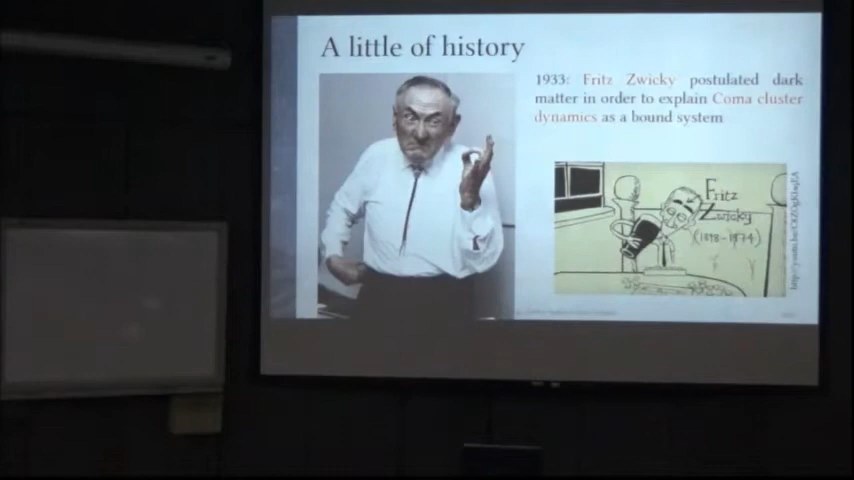 A little of history
1933: Fritz Zwicky postulated dark
matter in order to explain Coma cluster
dynamics as a bound system
Fritz
Zwicky
(1898-1974)